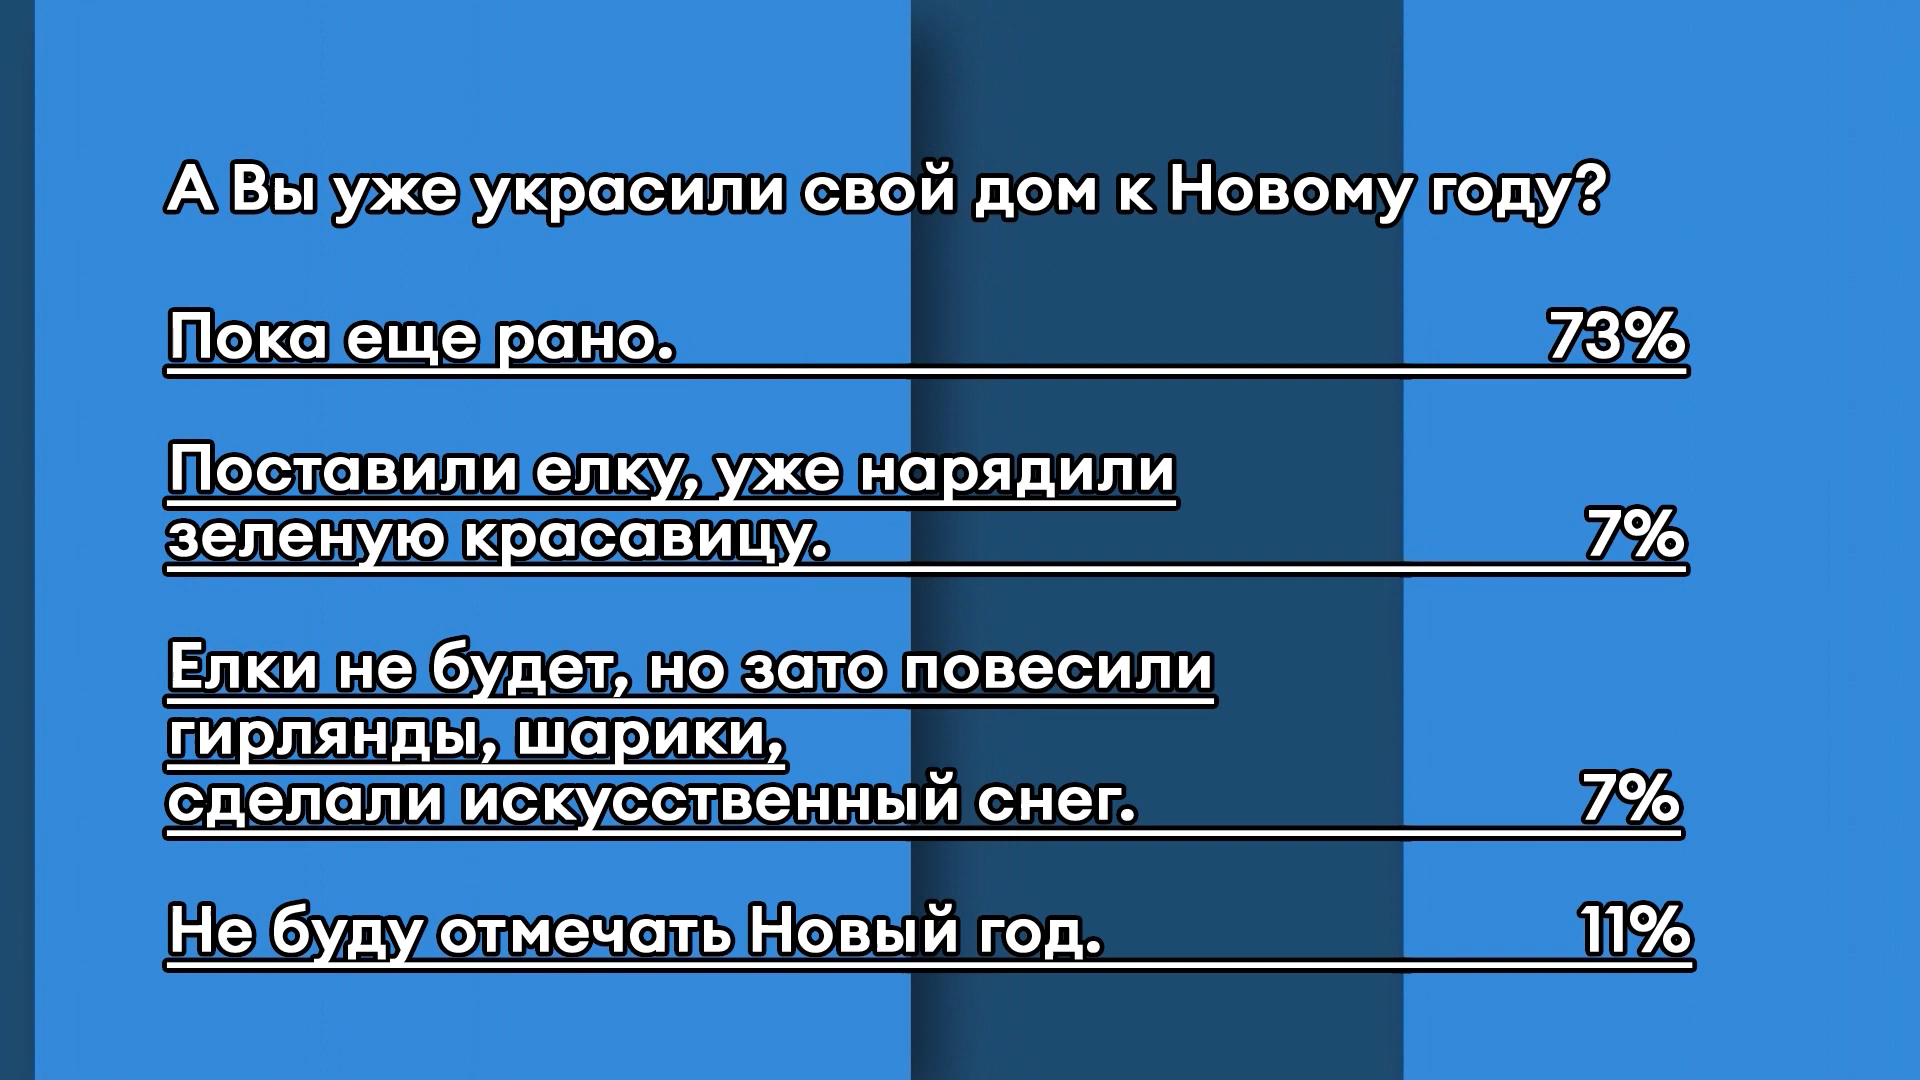 А Вы уже украсили свой дом к Новому году?
Пока еще рано. 73%
Поставили елку, уже нарядили
зеленую красавицу. 7%
Елки не будет, но зато повесили
гирлянды, шарики,
сделали искусственный снег. 7%
Не буду отмечать Новый год. 11%